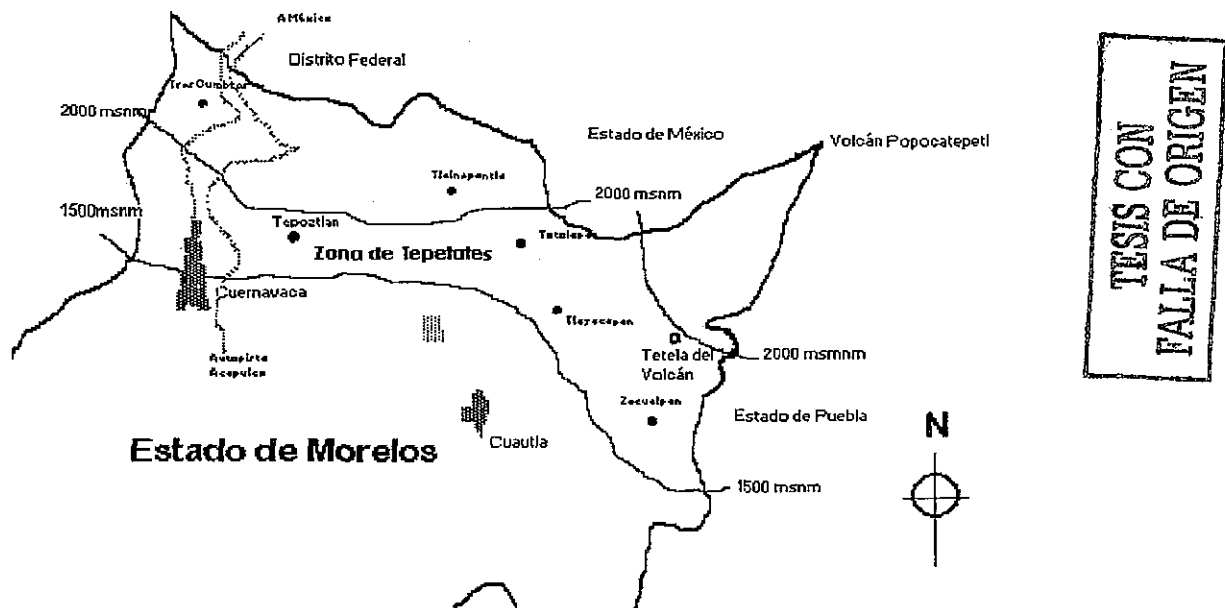 A México
Distrito Federal
Tres Cumbres
2000 msnm
Estado de México
Volcán Popocatepetl
Tlalnepantla
2000 msnm
1500msnm
Tepoztlan
Zona de Tepetates
Cuernavaca
Tlayacapan
Tetela del
Volcán
2000 msmnm
Autopista
Acapulco
Zacualpan
Estado de Puebla
Estado de Morelos
Cuautla
1500 msnm
N
TESIS CON
FALLA DE ORIGEN